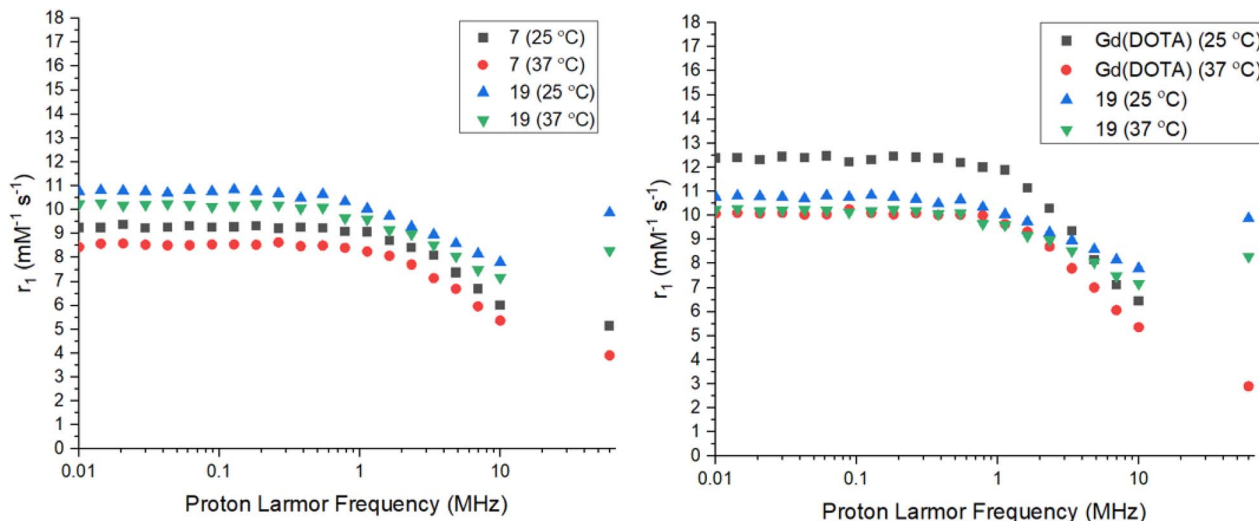 18
17
16
15
14
13
12
11
10
9
8
7
6
5
4
3
2
1
0
r₁ (mM⁻¹ s⁻¹)
7 (25 °C)
7 (37 °C)
19 (25 °C)
19 (37 °C)
0.01 0.1 1 10
Proton Larmor Frequency (MHz)
18
17
16
15
14
13
12
11
10
9
8
7
6
5
4
3
2
1
0
r₁ (mM⁻¹ s⁻¹)
Gd(DOTA) (25 °C)
Gd(DOTA) (37 °C)
19 (25 °C)
19 (37 °C)
0.01 0.1 1 10
Proton Larmor Frequency (MHz)